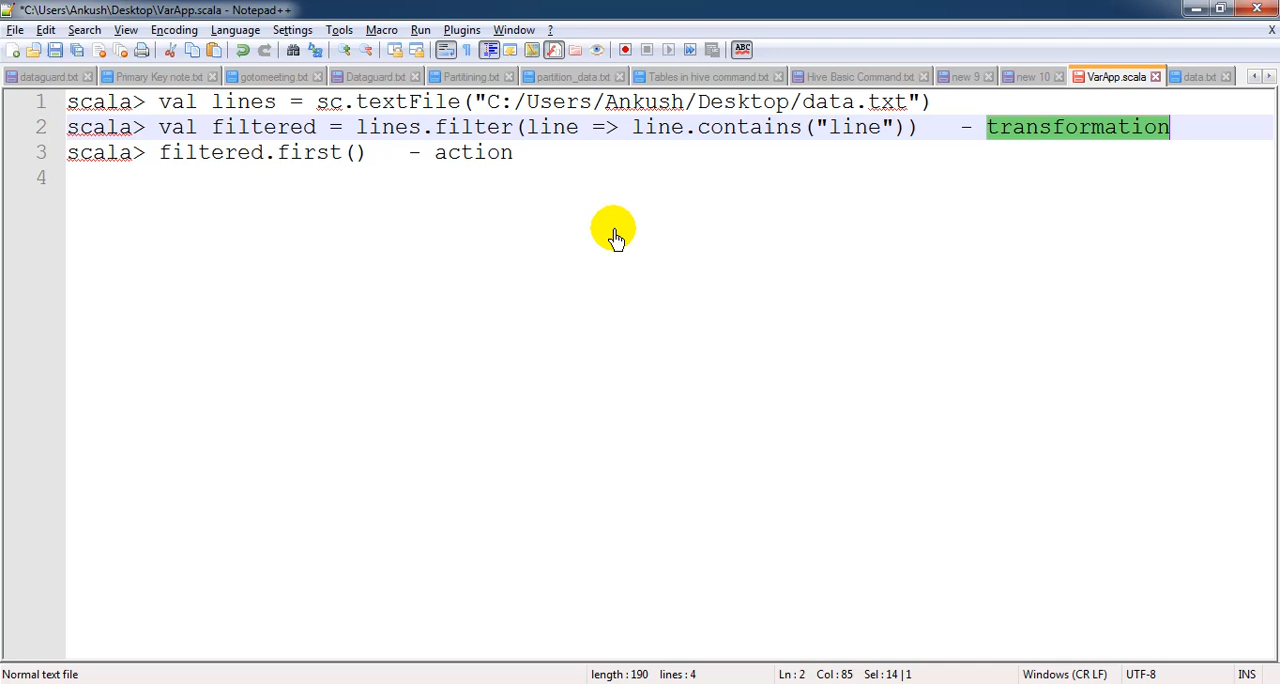 *C:\Users\Ankush\Desktop\VarApp.scala - Notepad++
File Edit Search View Encoding Language Settings Tools Macro Run Plugins Window ? X
ABC
dataguard.txt Primary Key note.txt gotomeeting.txt Dataguard.txt Partitining.txt partition_data.txt Tables in hive command.txt Hive Basic Command.txt new 9 new 10 VarApp.scala data.txt
1 scala> val lines = sc.textFile("C:/Users/Ankush/Desktop/data.txt")
2 scala> val filtered = lines.filter(line => line.contains("line")) - transformation
3 scala> filtered.first() - action
4
Normal text file length : 190 lines : 4 Ln : 2 Col : 85 Sel : 14 | 1 Windows (CR LF) UTF-8 INS